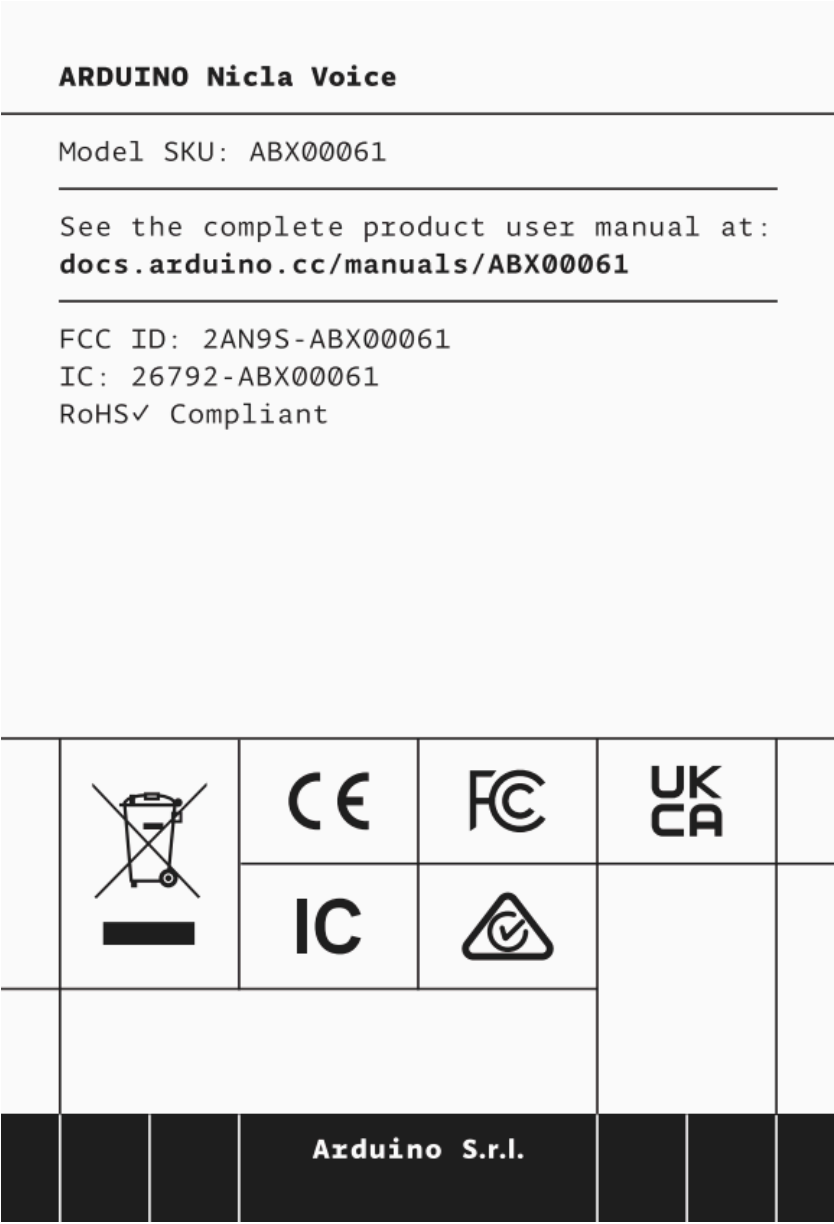 ARDUINO Nicla Voice
Model SKU: ABX00061
See the complete product user manual at:
docs.arduino.cc/manuals/ABX00061
FCC ID: 2AN9S-ABX00061
IC: 26792-ABX00061
RoHS✓ Compliant
CE
FCC
UK
CA
IC
Arduino S.r.l.